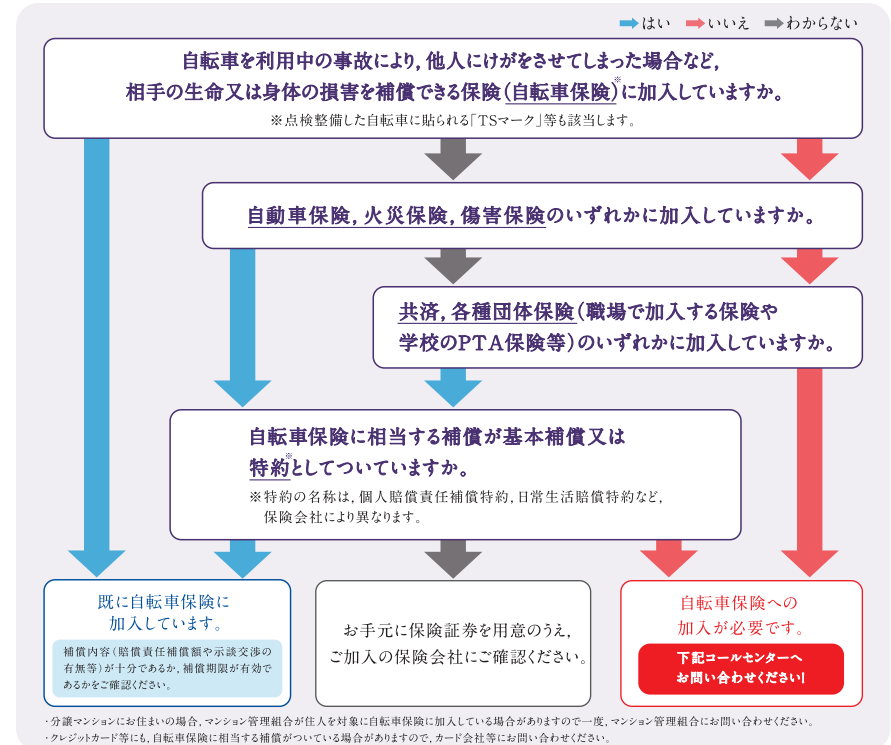 はい いいえ わからない
自転車を利用中の事故により，他人にけがをさせてしまった場合など，
相手の生命又は身体の損害を補償できる保険（自転車保険）※に加入していますか。
※点検整備した自転車に貼られる「TSマーク」等も該当します。
自動車保険，火災保険，傷害保険のいずれかに加入していますか。
共済，各種団体保険（職場で加入する保険や
学校のPTA保険等）のいずれかに加入していますか。
自転車保険に相当する補償が基本補償又は
特約※としてついていますか。
※特約の名称は，個人賠償責任補償特約，日常生活賠償特約など，
保険会社により異なります。
既に自転車保険に
加入しています。
補償内容（賠償責任補償額や示談交渉の
有無等）が十分であるか，補償期限が有効で
あるかをご確認ください。
お手元に保険証券を用意のうえ，
ご加入の保険会社にご確認ください。
自転車保険への
加入が必要です。
下記コールセンターへ
お問い合わせください！
・分譲マンションにお住まいの場合，マンション管理組合が住人を対象に自転車保険に加入している場合がありますので一度，マンション管理組合にお問い合わせください。
・クレジットカード等にも，自転車保険に相当する補償がついている場合がありますので，カード会社等にお問い合わせください。